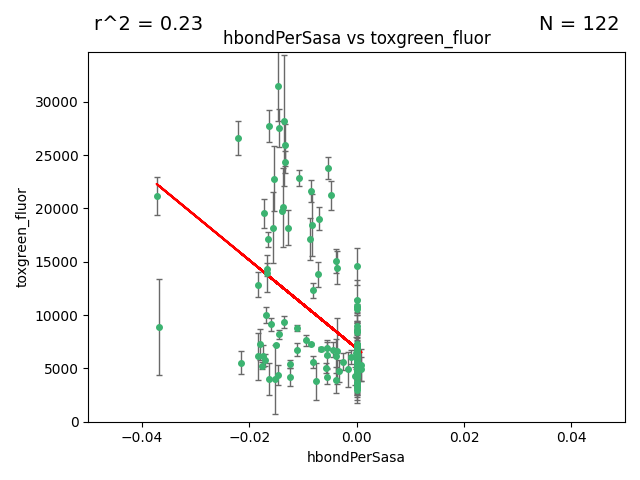 r^2 = 0.23
N = 122
hbondPerSasa vs toxgreen_fluor
30000
25000
20000
15000
10000
5000
0
toxgreen_fluor
−0.04
−0.02
0.00
0.02
0.04
hbondPerSasa